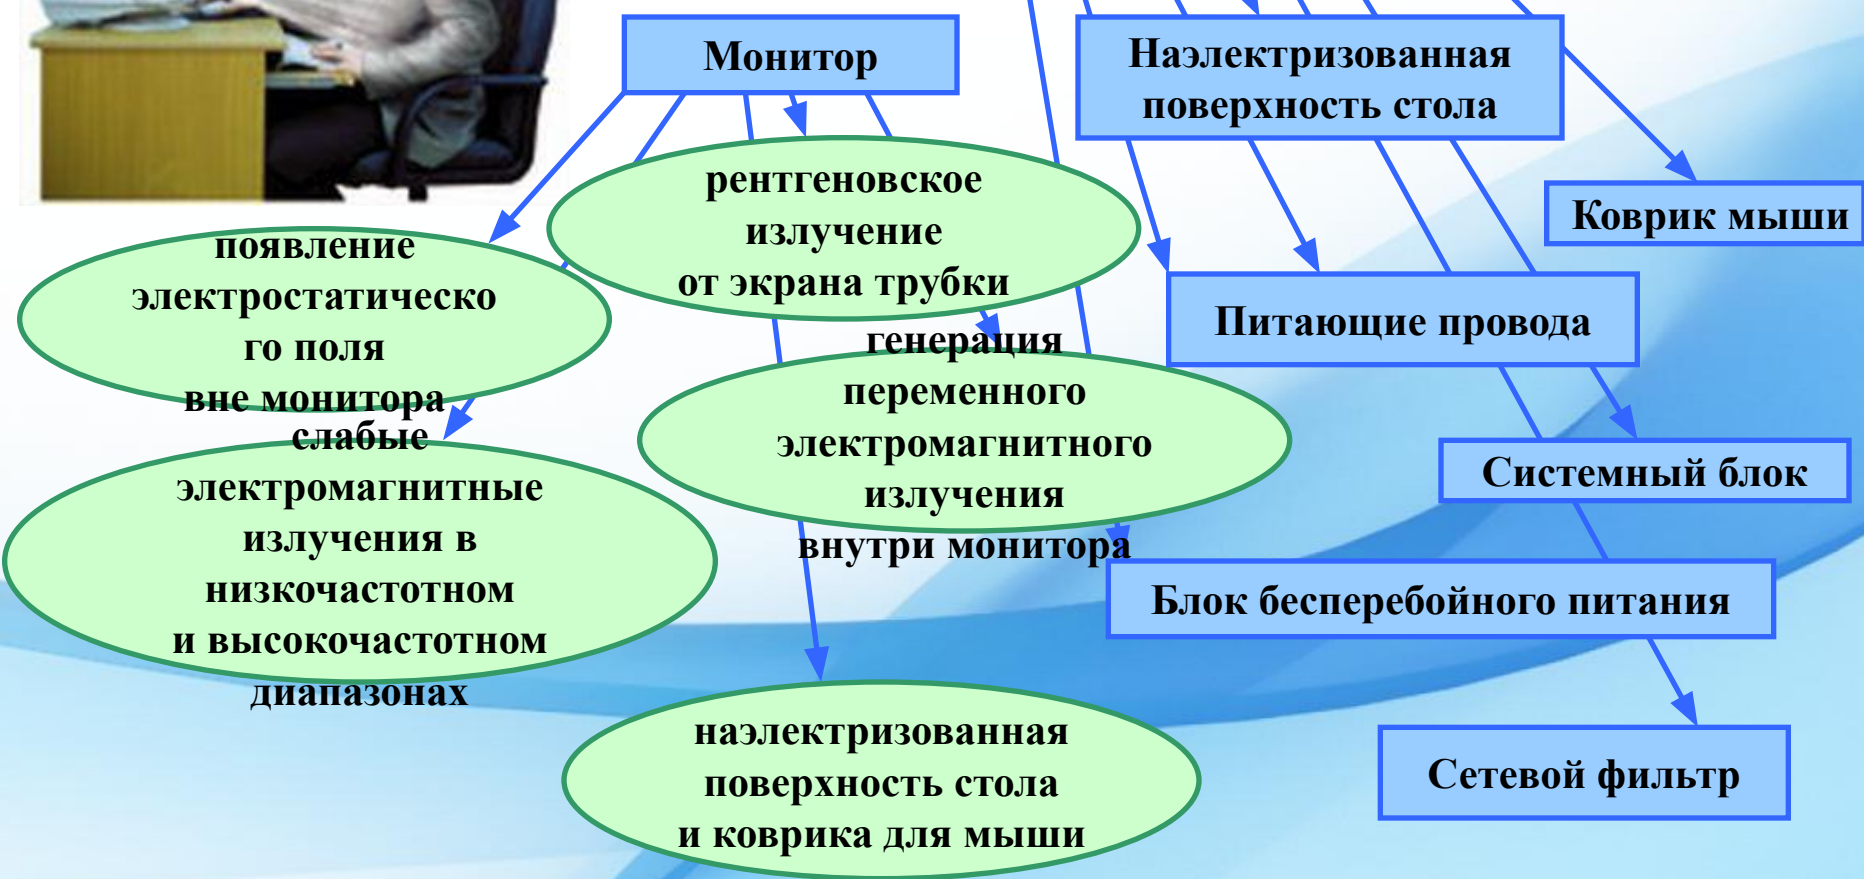 Монитор
Наэлектризованная
поверхность стола
Коврик мыши
рентгеновское
излучение
от экрана трубки
появление
электростатическо
го поля
вне монитора
Питающие провода
генерация
переменного
электромагнитного
излучения
внутри монитора
слабые
электромагнитные
излучения в
низкочастотном
и высокочастотном
диапазонах
Системный блок
Блок бесперебойного питания
наэлектризованная
поверхность стола
и коврика для мыши
Сетевой фильтр